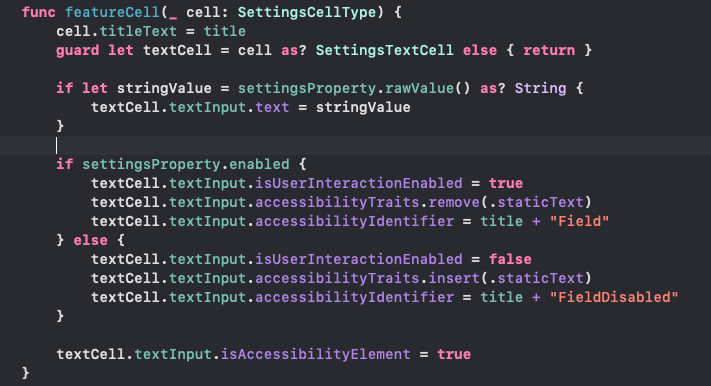 func featureCell(_ cell: SettingsCellType) {
    cell.titleText = title
    guard let textCell = cell as? SettingsTextCell else { return }

    if let stringValue = settingsProperty.rawValue() as? String {
        textCell.textInput.text = stringValue
    }

    if settingsProperty.enabled {
        textCell.textInput.isUserInteractionEnabled = true
        textCell.textInput.accessibilityTraits.remove(.staticText)
        textCell.textInput.accessibilityIdentifier = title + "Field"
    } else {
        textCell.textInput.isUserInteractionEnabled = false
        textCell.textInput.accessibilityTraits.insert(.staticText)
        textCell.textInput.accessibilityIdentifier = title + "FieldDisabled"
    }

    textCell.textInput.isAccessibilityElement = true
}